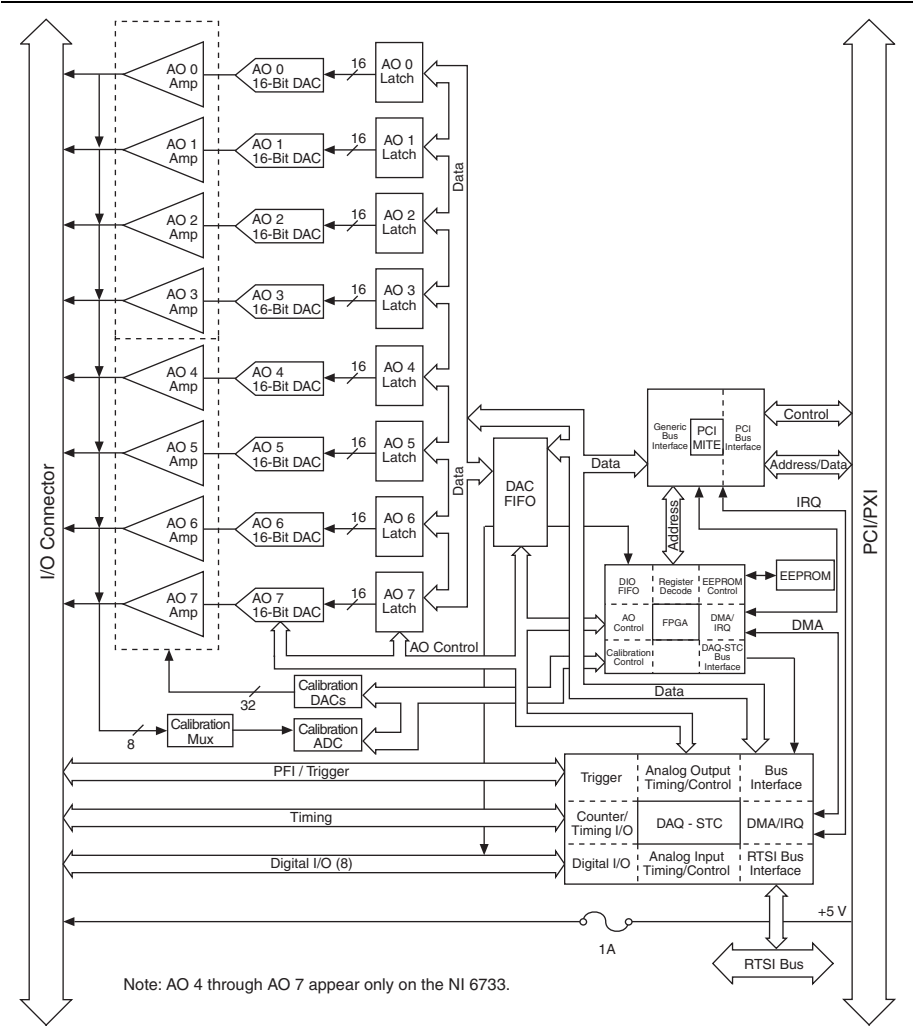 AO 0
Amp
AO 0
16-Bit DAC
16
AO 0
Latch
AO 1
Amp
AO 1
16-Bit DAC
16
AO 1
Latch
Data
AO 2
Amp
AO 2
16-Bit DAC
16
AO 2
Latch
AO 3
Amp
AO 3
16-Bit DAC
16
AO 3
Latch
AO 4
Amp
AO 4
16-Bit DAC
16
AO 4
Latch
AO 5
Amp
AO 5
16-Bit DAC
16
AO 5
Latch
Data
AO 6
Amp
AO 6
16-Bit DAC
16
AO 6
Latch
AO 7
Amp
AO 7
16-Bit DAC
16
AO 7
Latch
I/O Connector
DAC
FIFO
Data
Generic
Bus
Interface
PCI
MITE
PCI
Bus
Interface
Control
Address/Data
IRQ
PCI/PXI
Address
DIO
FIFO
Register
Decode
EEPROM
Control
EEPROM
AO
Control
FPGA
DMA/
IRQ
DMA
Calibration
Control
DAQ-STC
Bus
Interface
AO Control
Data
32
Calibration
DACs
8
Calibration
Mux
Calibration
ADC
PFI / Trigger
Trigger
Analog Output
Timing/Control
Bus
Interface
Timing
Counter/
Timing I/O
DAQ - STC
DMA/IRQ
Digital I/O (8)
Digital I/O
Analog Input
Timing/Control
RTSI Bus
Interface
+5 V
1A
RTSI Bus
Note: AO 4 through AO 7 appear only on the NI 6733.